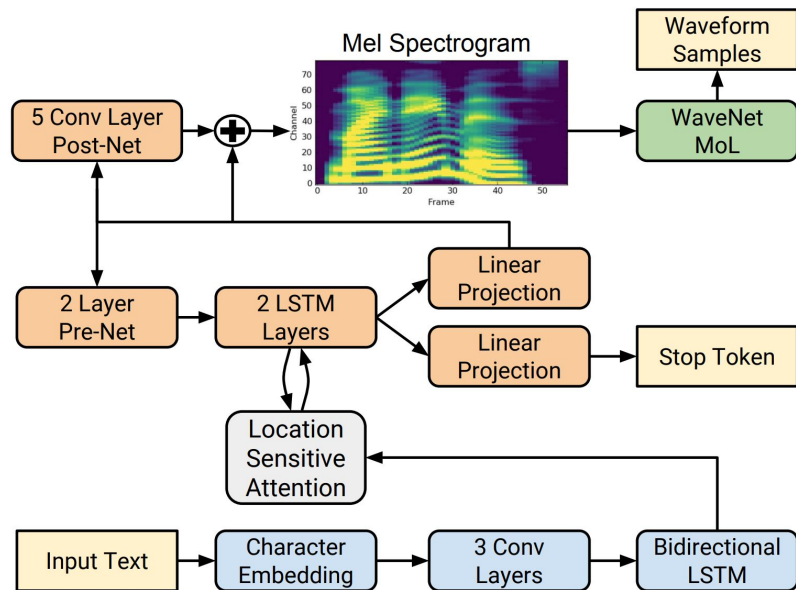 Mel Spectrogram
Waveform
Samples
5 Conv Layer
Post-Net
WaveNet
MoL
Channel
70
60
50
40
30
20
10
0
0 10 20 30 40 50
Frame
2 Layer
Pre-Net
2 LSTM
Layers
Linear
Projection
Linear
Projection
Stop Token
Location
Sensitive
Attention
Input Text
Character
Embedding
3 Conv
Layers
Bidirectional
LSTM